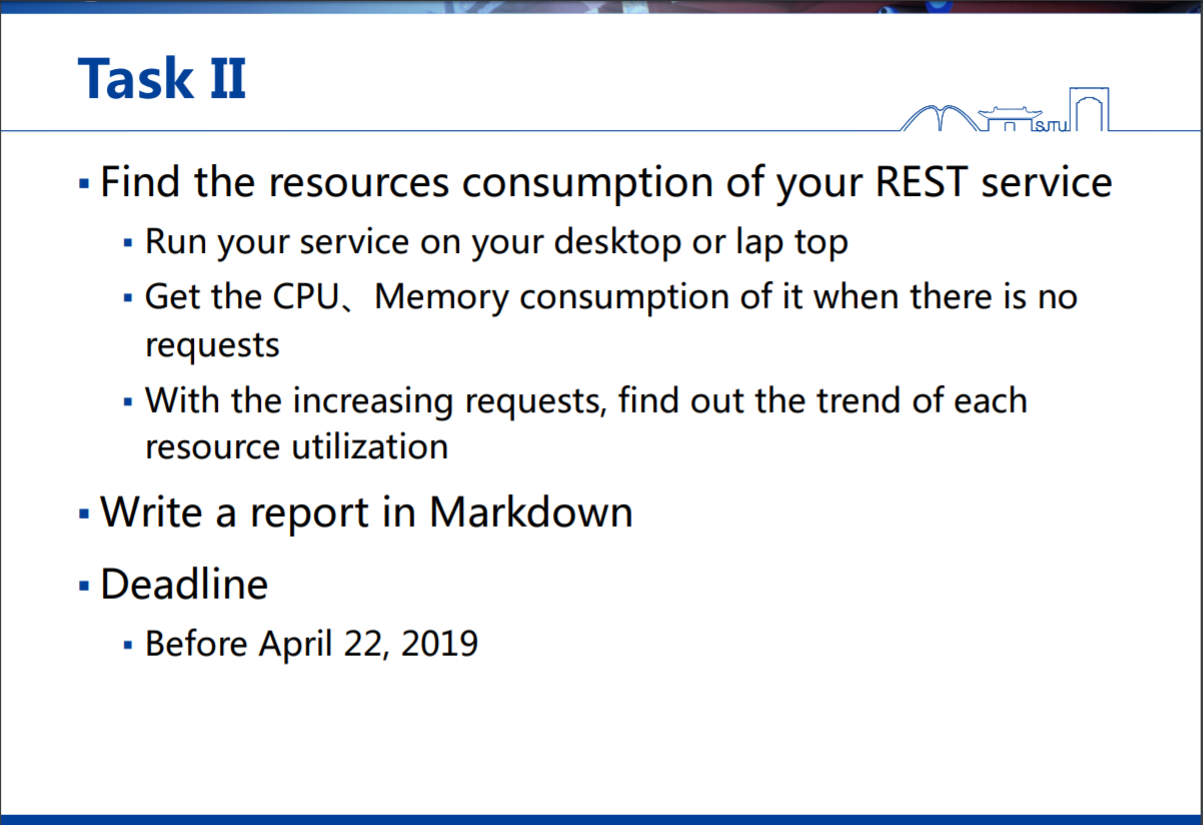 Task II
SJTU
▪ Find the resources consumption of your REST service
▪ Run your service on your desktop or lap top
▪ Get the CPU、Memory consumption of it when there is no
requests
▪ With the increasing requests, find out the trend of each
resource utilization
▪ Write a report in Markdown
▪ Deadline
▪ Before April 22, 2019